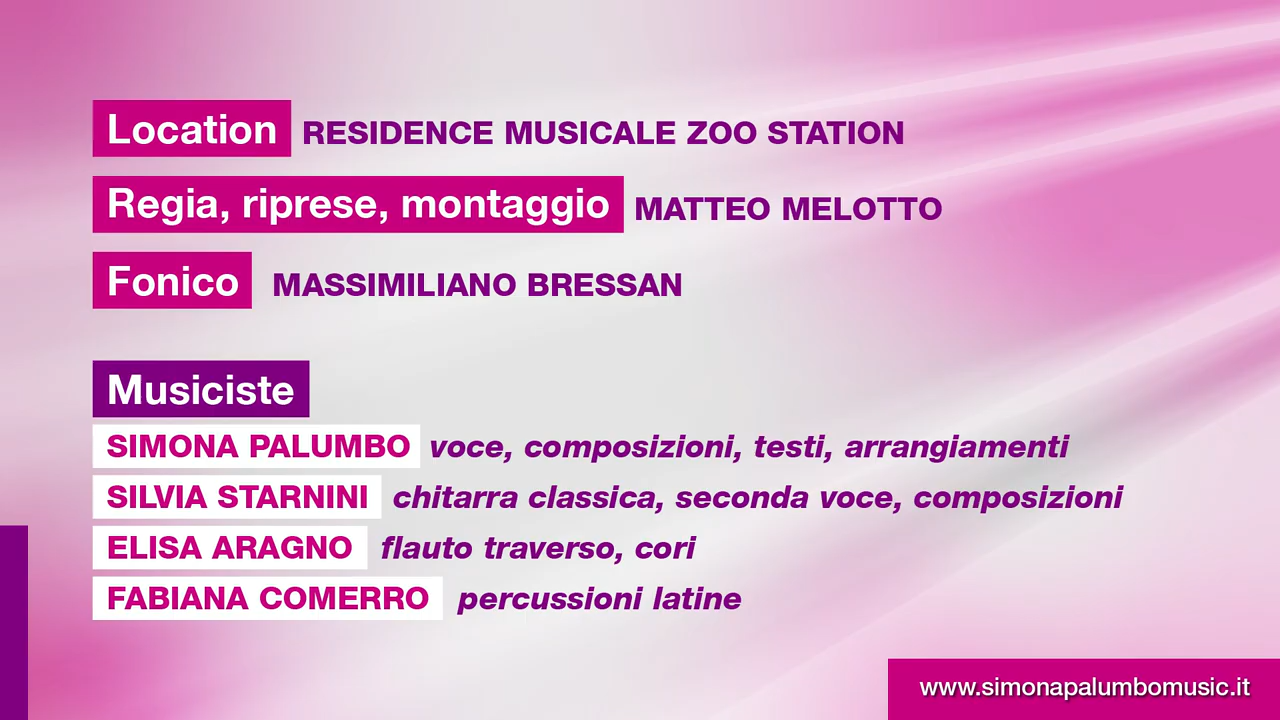 Location RESIDENCE MUSICALE ZOO STATION
Regia, riprese, montaggio MATTEO MELOTTO
Fonico MASSIMILIANO BRESSAN
Musiciste
SIMONA PALUMBO voce, composizioni, testi, arrangiamenti
SILVIA STARNINI chitarra classica, seconda voce, composizioni
ELISA ARAGNO flauto traverso, cori
FABIANA COMERRO percussioni latine
www.simonapalumbomusic.it